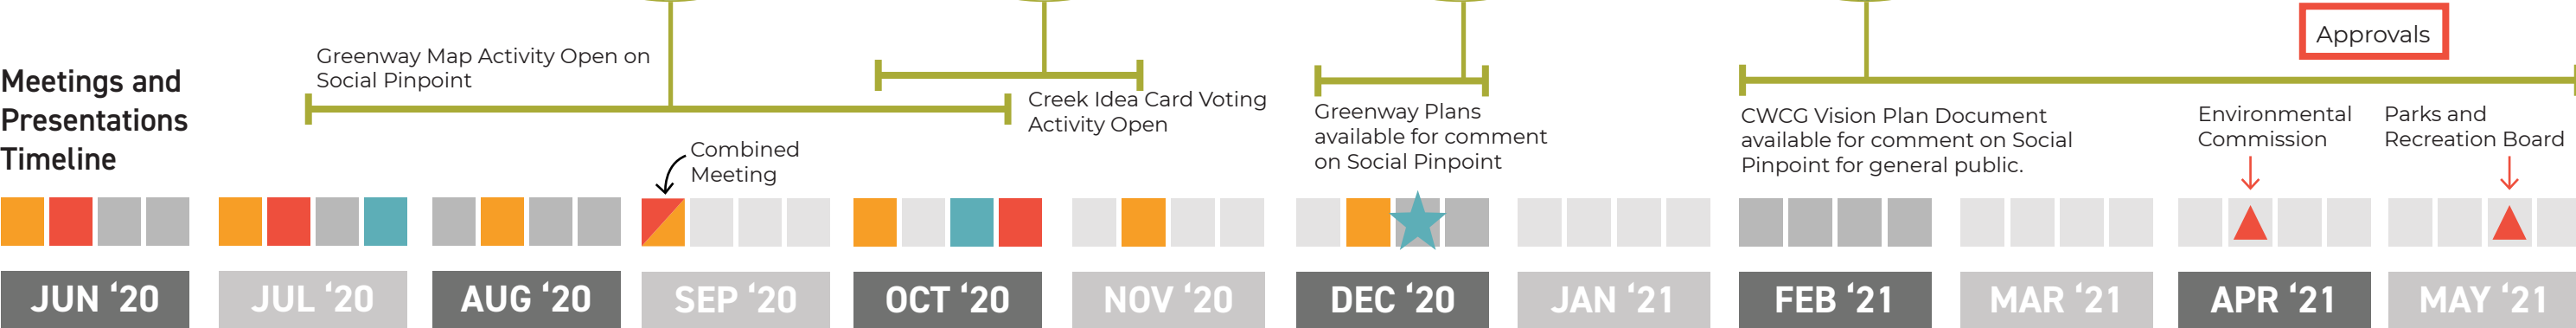 Approvals
Greenway Map Activity Open on
Social Pinpoint
Meetings and
Presentations
Timeline
Creek Idea Card Voting
Activity Open
Greenway Plans
available for comment
on Social Pinpoint
CWCG Vision Plan Document
available for comment on Social
Pinpoint for general public.
Environmental
Commission
Parks and
Recreation Board
Combined
Meeting
JUN ‘20
JUL ‘20
AUG ‘20
SEP ‘20
OCT ‘20
NOV ‘20
DEC ‘20
JAN ‘21
FEB ‘21
MAR ‘21
APR ‘21
MAY ‘21